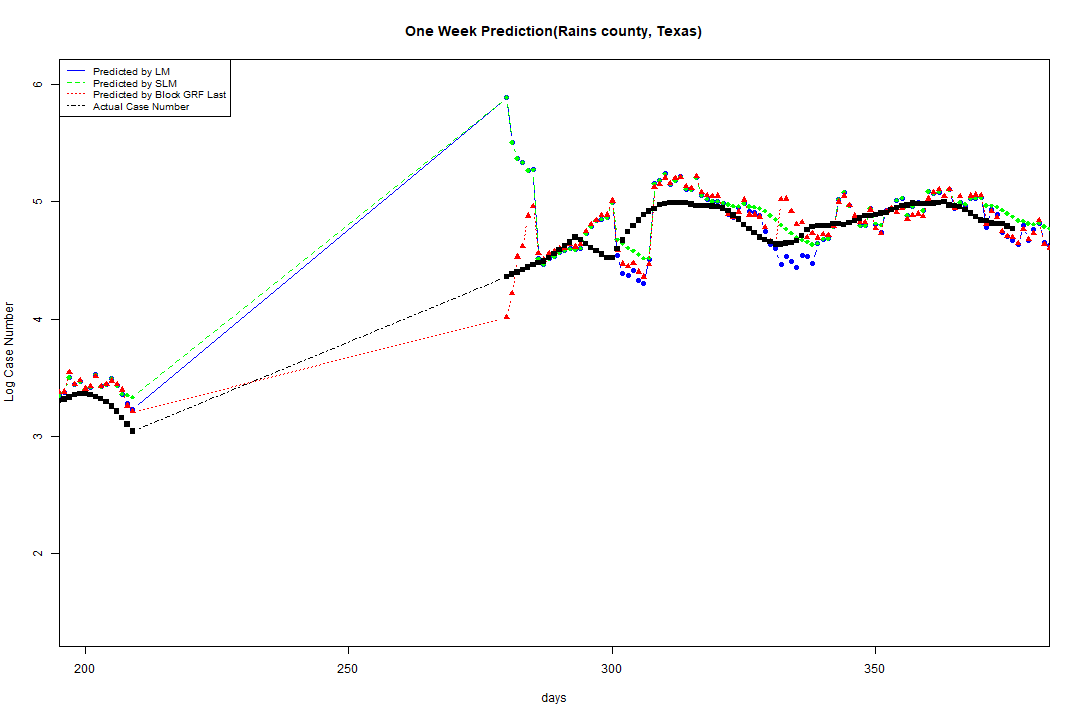 One Week Prediction(Rains county, Texas)
Predicted by LM
Predicted by SLM
Predicted by Block GRF Last
Actual Case Number
6
5
4
3
2
Log Case Number
200
250
300
350
days